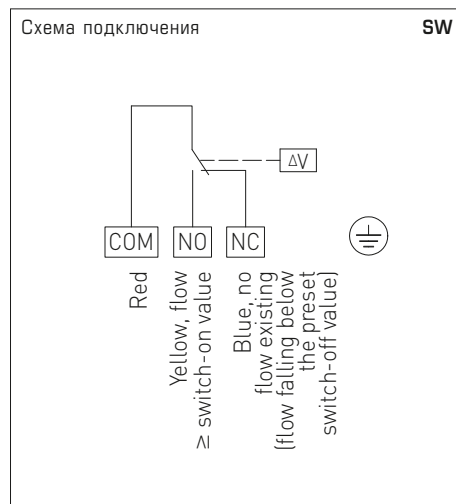 Схема подключения
SW
ΔV
COM
NO
NC
Red
Yellow, flow
≥ switch-on value
Blue, no
flow existing
(flow falling below
the preset
switch-off value)